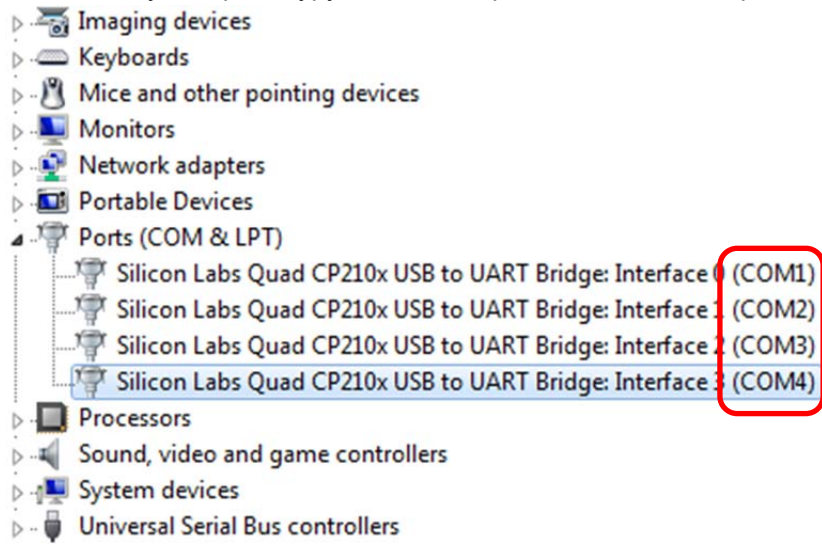 Imaging devices
Keyboards
Mice and other pointing devices
Monitors
Network adapters
Portable Devices
Ports (COM & LPT)
Silicon Labs Quad CP210x USB to UART Bridge: Interface 0 (COM1)
Silicon Labs Quad CP210x USB to UART Bridge: Interface 1 (COM2)
Silicon Labs Quad CP210x USB to UART Bridge: Interface 2 (COM3)
Silicon Labs Quad CP210x USB to UART Bridge: Interface 3 (COM4)
Processors
Sound, video and game controllers
System devices
Universal Serial Bus controllers